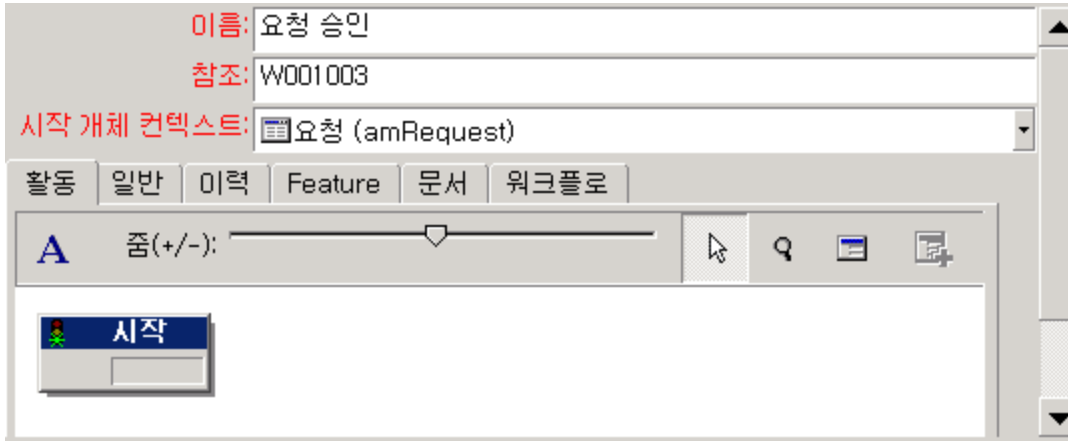 이름: 요청 승인
참조: W001003
시작 개체 컨텍스트: 요청 (amRequest)
활동 일반 이력 Feature 문서 워크플로
A 줌(+/-):
시작